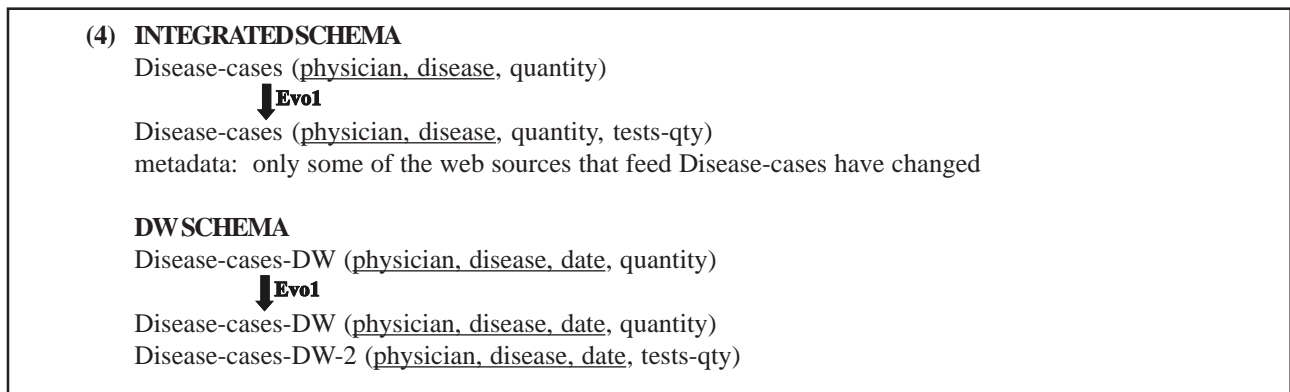 (4) INTEGRATEDSCHEMA
Disease-cases (physician, disease, quantity)
Evo1
Disease-cases (physician, disease, quantity, tests-qty)
metadata: only some of the web sources that feed Disease-cases have changed
DW SCHEMA
Disease-cases-DW (physician, disease, date, quantity)
Evo1
Disease-cases-DW (physician, disease, date, quantity)
Disease-cases-DW-2 (physician, disease, date, tests-qty)